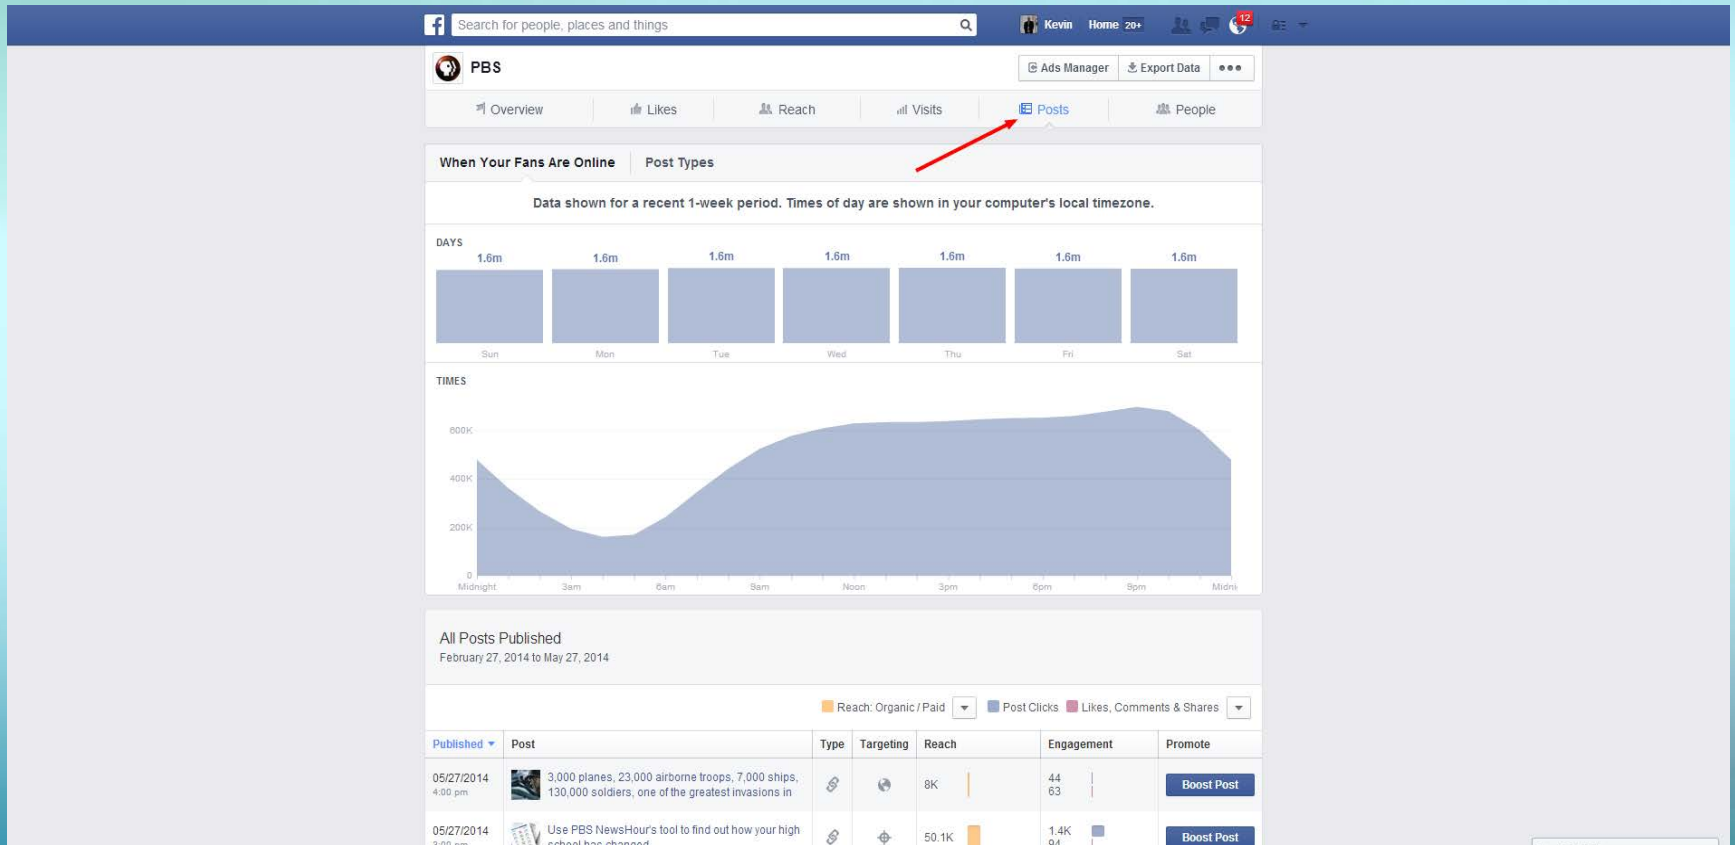 Search for people, places and things
Kevin Home 20+ 12
PBS
Ads Manager Export Data
Overview Likes Reach Visits Posts People
When Your Fans Are Online Post Types
Data shown for a recent 1-week period. Times of day are shown in your computer's local timezone.
DAYS
1.6m 1.6m 1.6m 1.6m 1.6m 1.6m 1.6m
Sun Mon Tue Wed Thu Fri Sat
TIMES
600K
400K
200K
0
Midnight 3am 6am 9am Noon 3pm 6pm 9pm Midni
All Posts Published
February 27, 2014 to May 27, 2014
Reach: Organic / Paid Post Clicks Likes, Comments & Shares
Published Post Type Targeting Reach Engagement Promote
05/27/2014 3,000 planes, 23,000 airborne troops, 7,000 ships, 8K 44 Boost Post
4:00 pm 130,000 soldiers, one of the greatest invasions in 63
05/27/2014 Use PBS NewsHour's tool to find out how your high 50.1K 1.4K Boost Post
school has changed 94